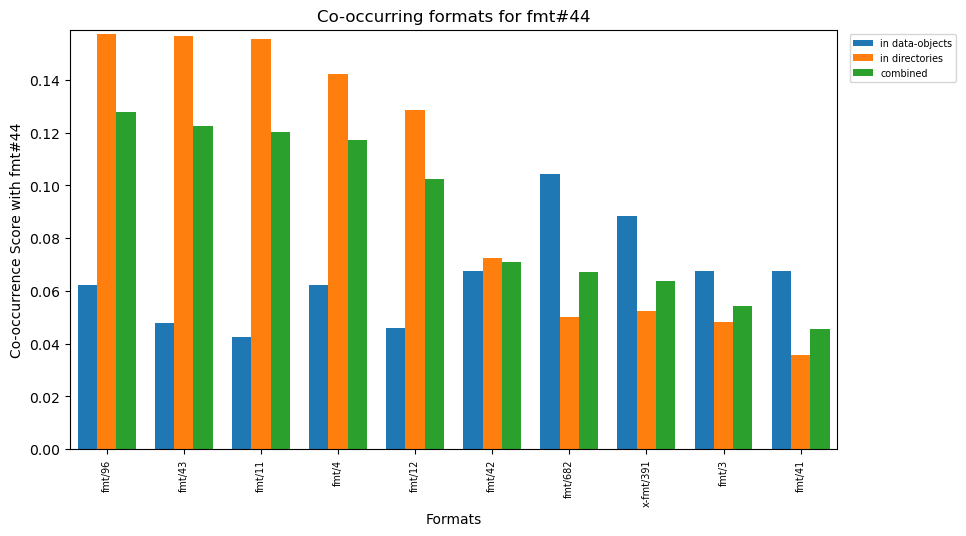 Co-occurring formats for fmt#44
in data-objects
in directories
combined
Co-occurrence Score with fmt#44
0.14
0.12
0.10
0.08
0.06
0.04
0.02
0.00
fmt/96
fmt/43
fmt/11
fmt/4
fmt/12
fmt/42
fmt/682
x-fmt/391
fmt/3
fmt/41
Formats